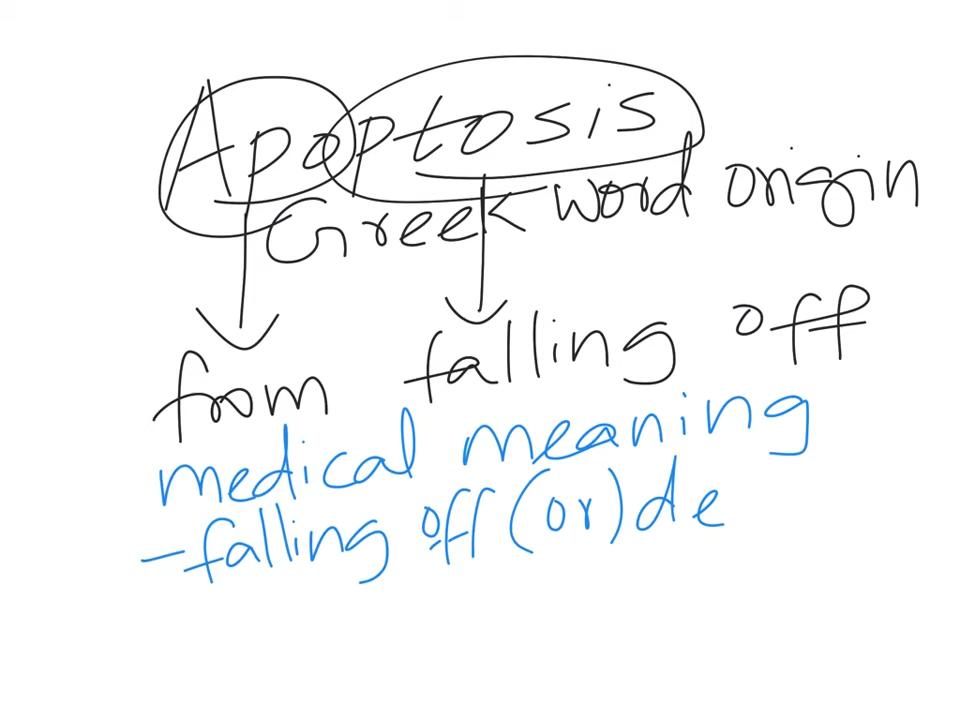 Apoptosis
Greek word origin
from falling off
medical meaning
-falling off (or) de